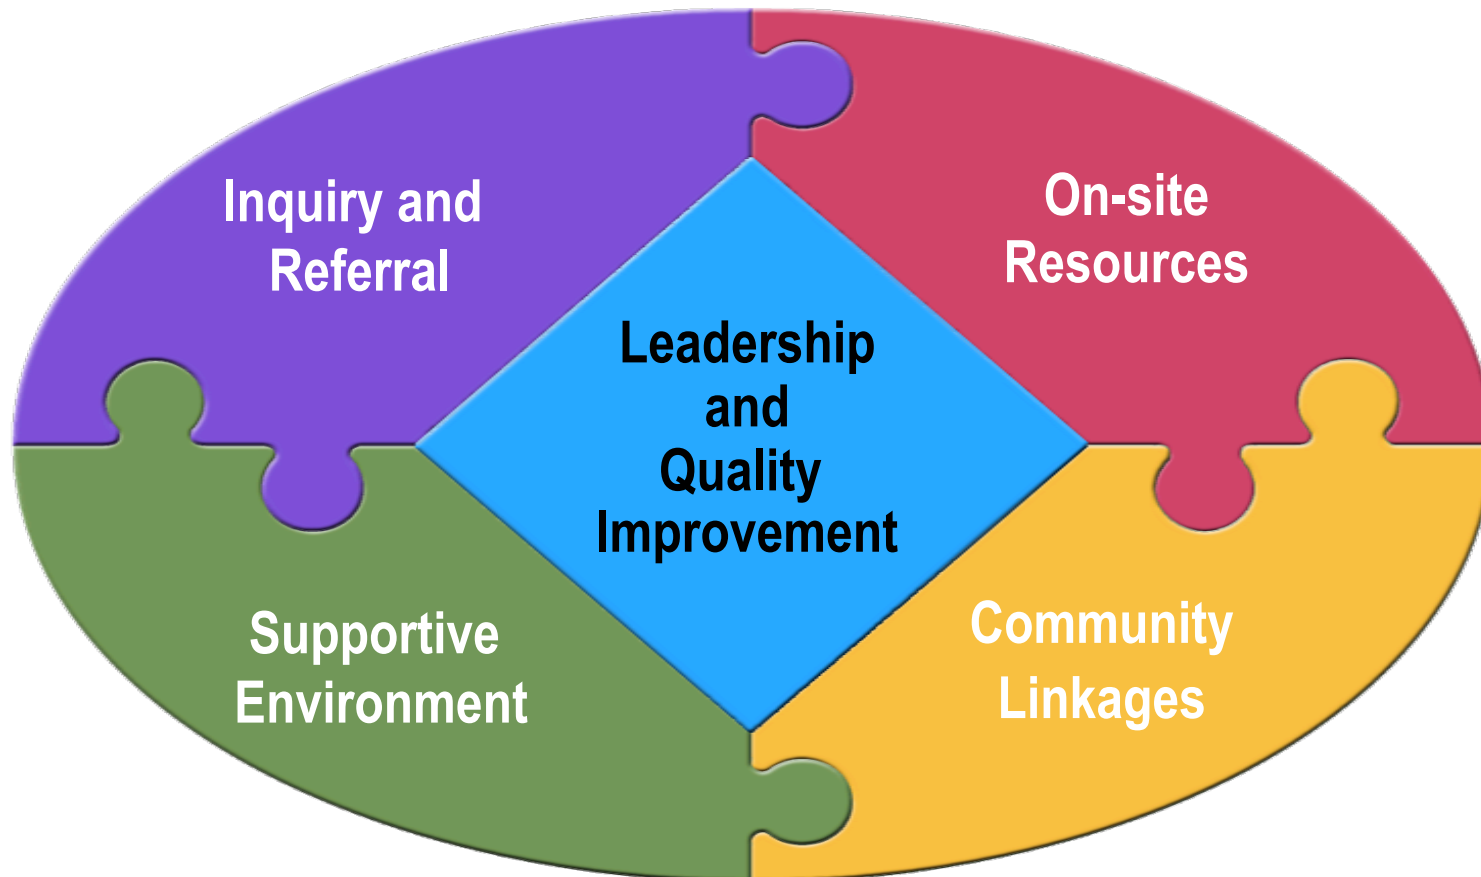 Inquiry and
Referral
On-site
Resources
Leadership
and
Quality
Improvement
Supportive
Environment
Community
Linkages